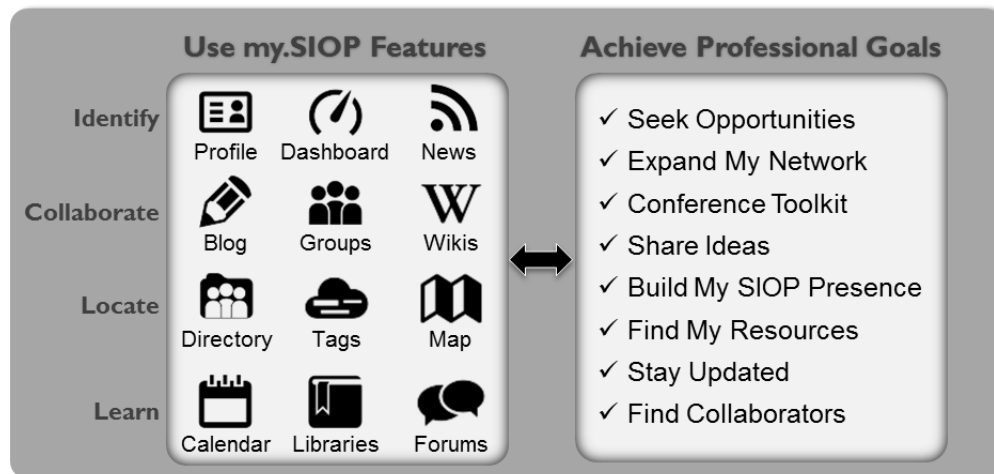 Use my.SIOP Features
Achieve Professional Goals
Identify
Profile Dashboard News
Collaborate
Blog Groups Wikis
Locate
Directory Tags Map
Learn
Calendar Libraries Forums
✓ Seek Opportunities
✓ Expand My Network
✓ Conference Toolkit
✓ Share Ideas
✓ Build My SIOP Presence
✓ Find My Resources
✓ Stay Updated
✓ Find Collaborators